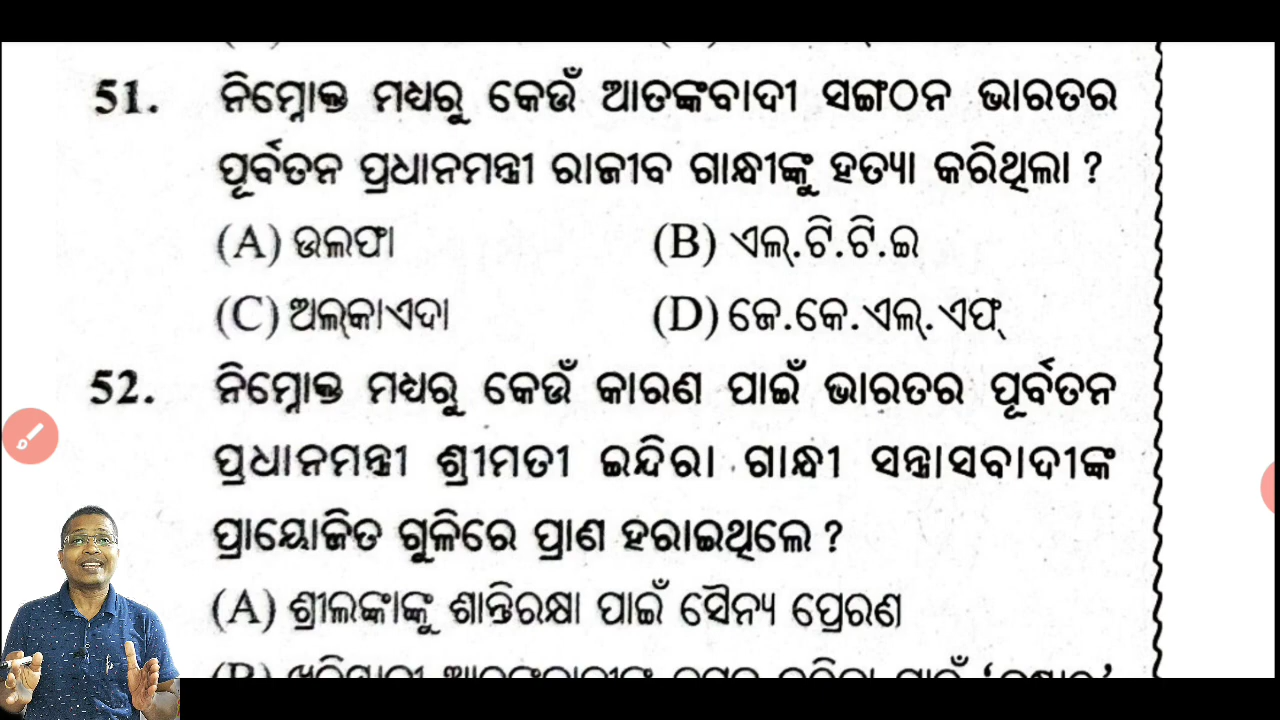 51. ନିମ୍ନୋକ୍ତ ମଧ୍ୟରୁ କେଉଁ ଆତଙ୍କବାଦୀ ସଙ୍ଗଠନ ଭାରତର
ପୂର୍ବତନ ପ୍ରଧାନମନ୍ତ୍ରୀ ରାଜୀବ ଗାନ୍ଧୀଙ୍କୁ ହତ୍ୟା କରିଥିଲା ?
(A) ଉଲଫା (B) ଏଲ୍.ଟି.ଟି.ଇ
(C) ଅଲ୍‌କାଏଦା (D) ଜେ.କେ.ଏଲ୍.ଏଫ୍
52. ନିମ୍ନୋକ୍ତ ମଧ୍ୟରୁ କେଉଁ କାରଣ ପାଇଁ ଭାରତର ପୂର୍ବତନ
ପ୍ରଧାନମନ୍ତ୍ରୀ ଶ୍ରୀମତୀ ଇନ୍ଦିରା ଗାନ୍ଧୀ ସନ୍ତ୍ରାସବାଦୀଙ୍କ
ପ୍ରାୟୋଜିତ ଗୁଳିରେ ପ୍ରାଣ ହରାଇଥିଲେ ?
(A) ଶ୍ରୀଲଙ୍କାଙ୍କୁ ଶାନ୍ତିରକ୍ଷା ପାଇଁ ସୈନ୍ୟ ପ୍ରେରଣ